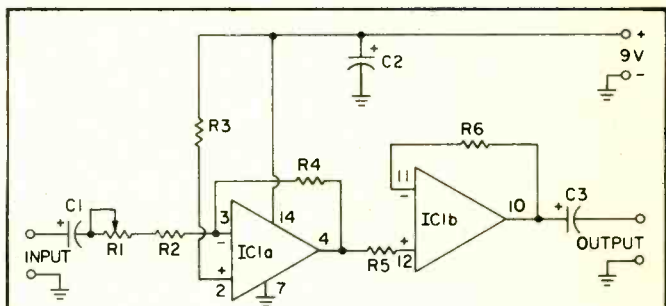 +
9V
-
+
C2
R3
R6
R4
C1
+
3
14
11
-
10
C3
+
INPUT
R1
R2
-
IC1a
4
R5
+
12
IC1b
OUTPUT
+
2
7